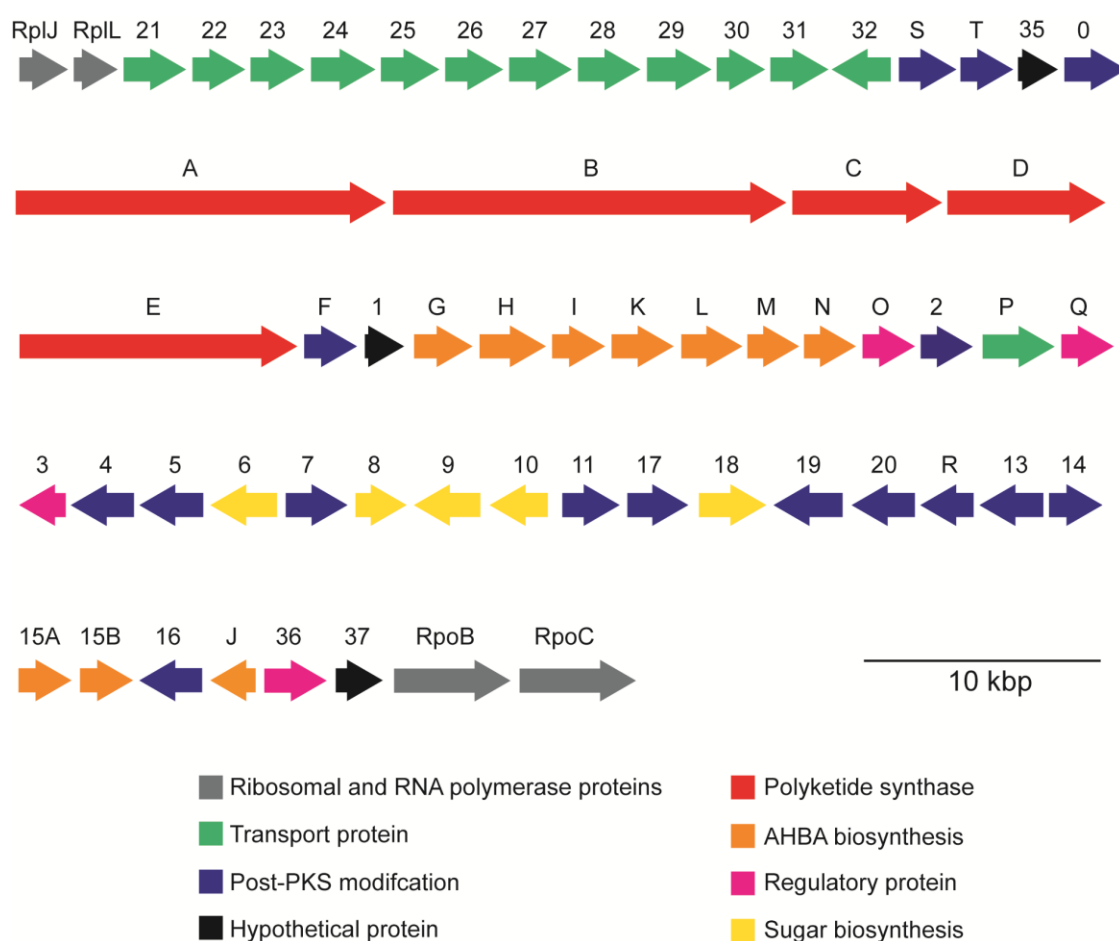 RplJ RplL 21 22 23 24 25 26 27 28 29 30 31 32 S T 35 0
A B C D
E F 1 G H I K L M N O 2 P Q
3 4 5 6 7 8 9 10 11 17 18 19 20 R 13 14
15A 15B 16 J 36 37 RpoB RpoC
10 kbp
Ribosomal and RNA polymerase proteins
Transport protein
Post-PKS modifcation
Hypothetical protein
Polyketide synthase
AHBA biosynthesis
Regulatory protein
Sugar biosynthesis